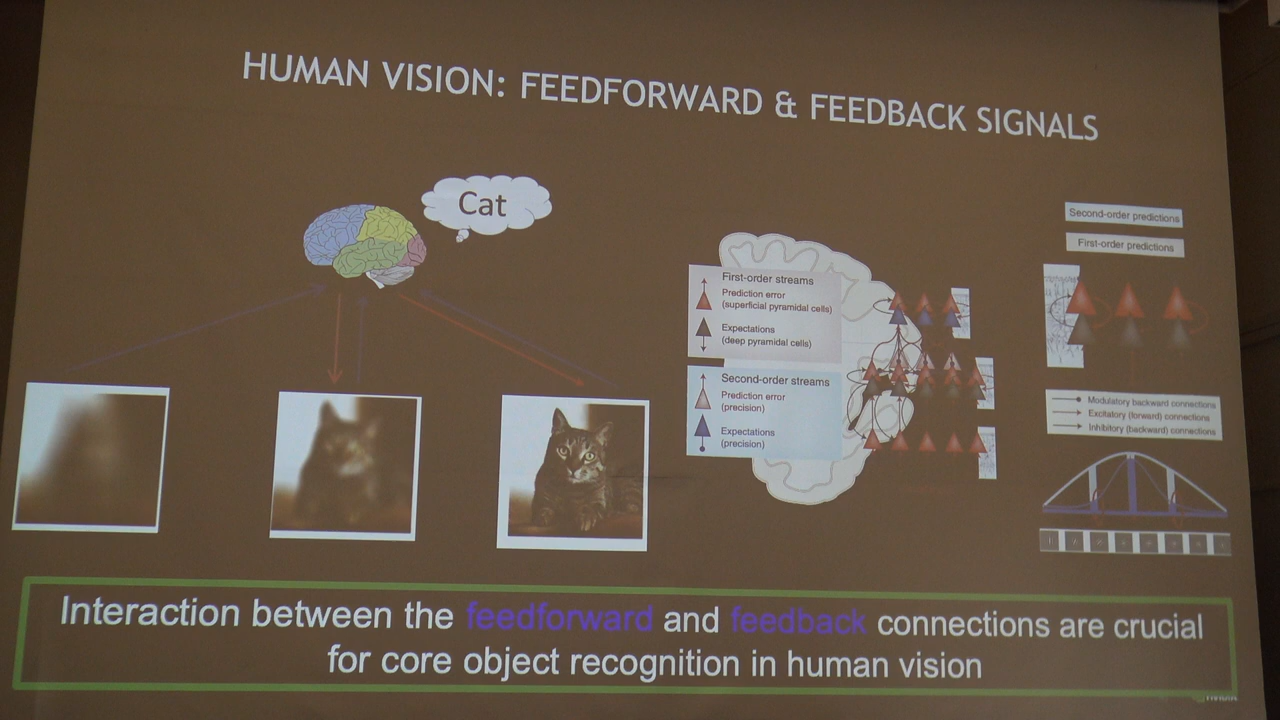 HUMAN VISION: FEEDFORWARD & FEEDBACK SIGNALS
Cat
First-order streams
Prediction error
(superficial pyramidal cells)
Expectations
(deep pyramidal cells)
Second-order streams
Prediction error
(precision)
Expectations
(precision)
Second-order predictions
First-order predictions
Modulatory backward connections
Excitatory (forward) connections
Inhibitory (backward) connections
Interaction between the feedforward and feedback connections are crucial
for core object recognition in human vision